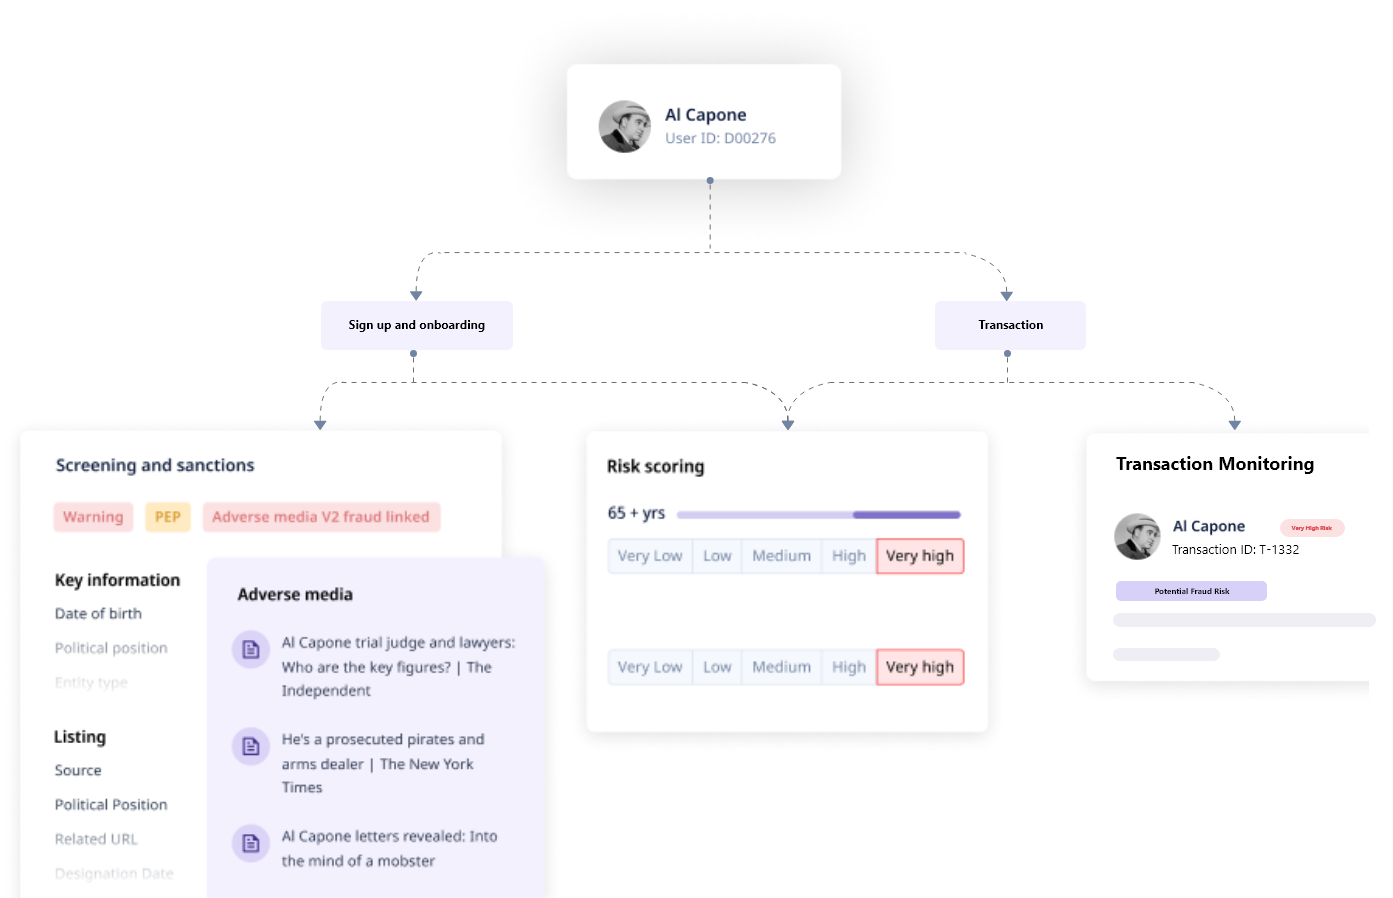 Al Capone
User ID: D00276
Sign up and onboarding
Transaction
Screening and sanctions
Warning
PEP
Adverse media V2 fraud linked
Key information
Date of birth
Political position
Entity type
Listing
Source
Political Position
Related URL
Designation Date
Adverse media
Al Capone trial judge and lawyers:
Who are the key figures? | The
Independent
He's a prosecuted pirates and
arms dealer | The New York
Times
Al Capone letters revealed: Into
the mind of a mobster
Risk scoring
65 + yrs
Very Low Low Medium High Very high
Very Low Low Medium High Very high
Transaction Monitoring
Al Capone
Very High Risk
Transaction ID: T-1332
Potential Fraud Risk